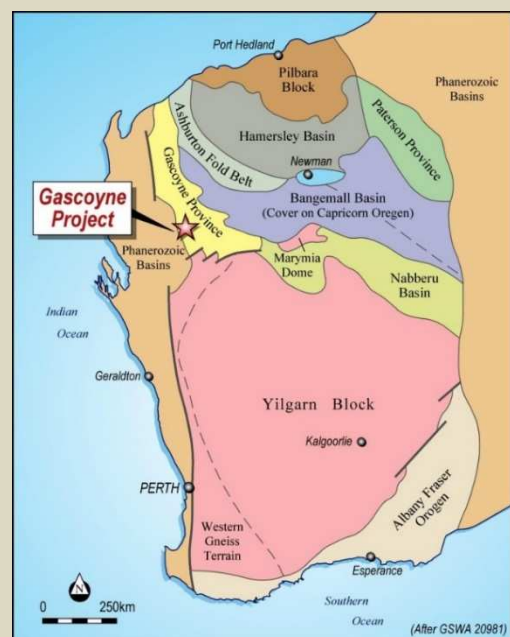 Port Hedland
Pilbara
Block
Phanerozoic
Basins
Ashburton Fold Belt
Hamersley Basin
Paterson Province
Newman
Gascoyne Province
Bangemall Basin
(Cover on Capricorn Oregen)
Gascoyne
Project
Phanerozoic
Basins
Marymia
Dome
Nabberu
Basin
Indian
Ocean
Geraldton
Yilgarn Block
Kalgoorlie
PERTH
Albany Fraser
Orogen
Western
Gneiss
Terrain
Esperance
N
0
250km
Southern
Ocean
(After GSWA 20981)